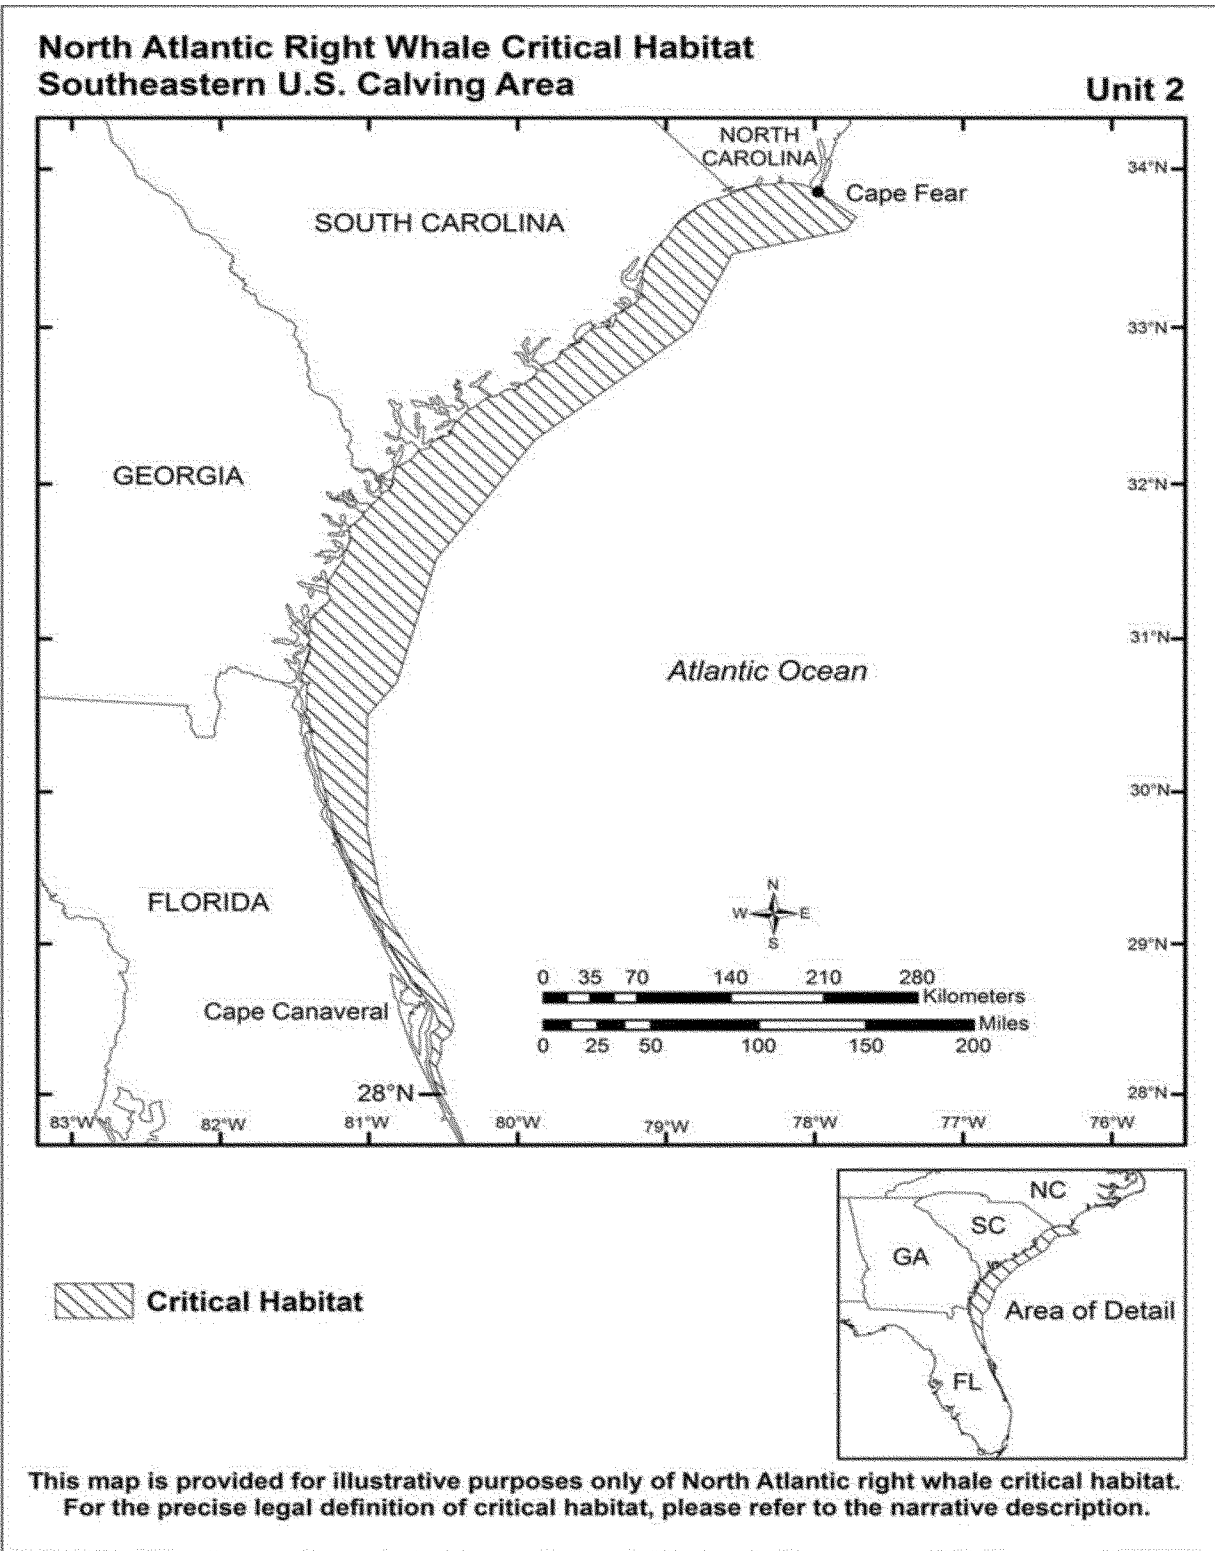 North Atlantic Right Whale Critical Habitat
Southeastern U.S. Calving Area
Unit 2
NORTH
CAROLINA
34°N
Cape Fear
SOUTH CAROLINA
33°N
GEORGIA
32°N
31°N
Atlantic Ocean
30°N
FLORIDA
N
W E
S
29°N
0 35 70 140 210 280
Kilometers
Miles
0 25 50 100 150 200
Cape Canaveral
28°N
28°N
83°W 82°W 81°W 80°W 79°W 78°W 77°W 76°W
NC
SC
GA
Area of Detail
FL
Critical Habitat
This map is provided for illustrative purposes only of North Atlantic right whale critical habitat.
For the precise legal definition of critical habitat, please refer to the narrative description.